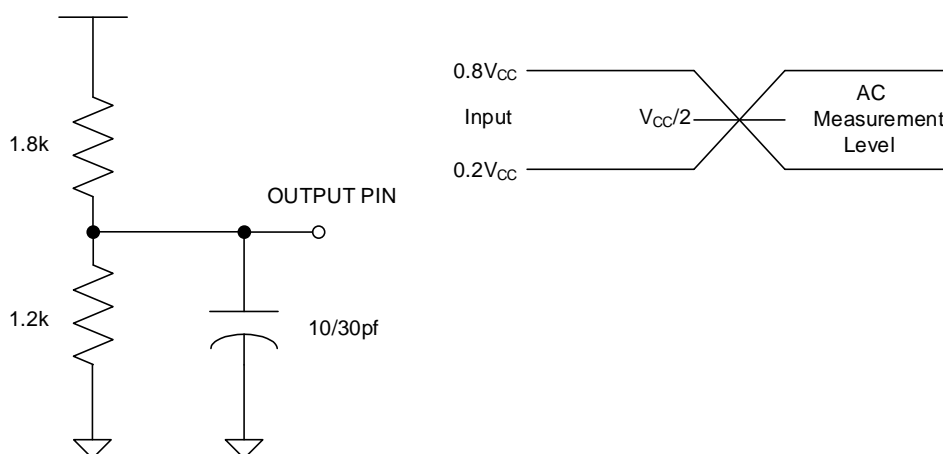 1.8k
OUTPUT PIN
1.2k
10/30pf
0.8VCC
Input
VCC/2
0.2VCC
AC
Measurement
Level